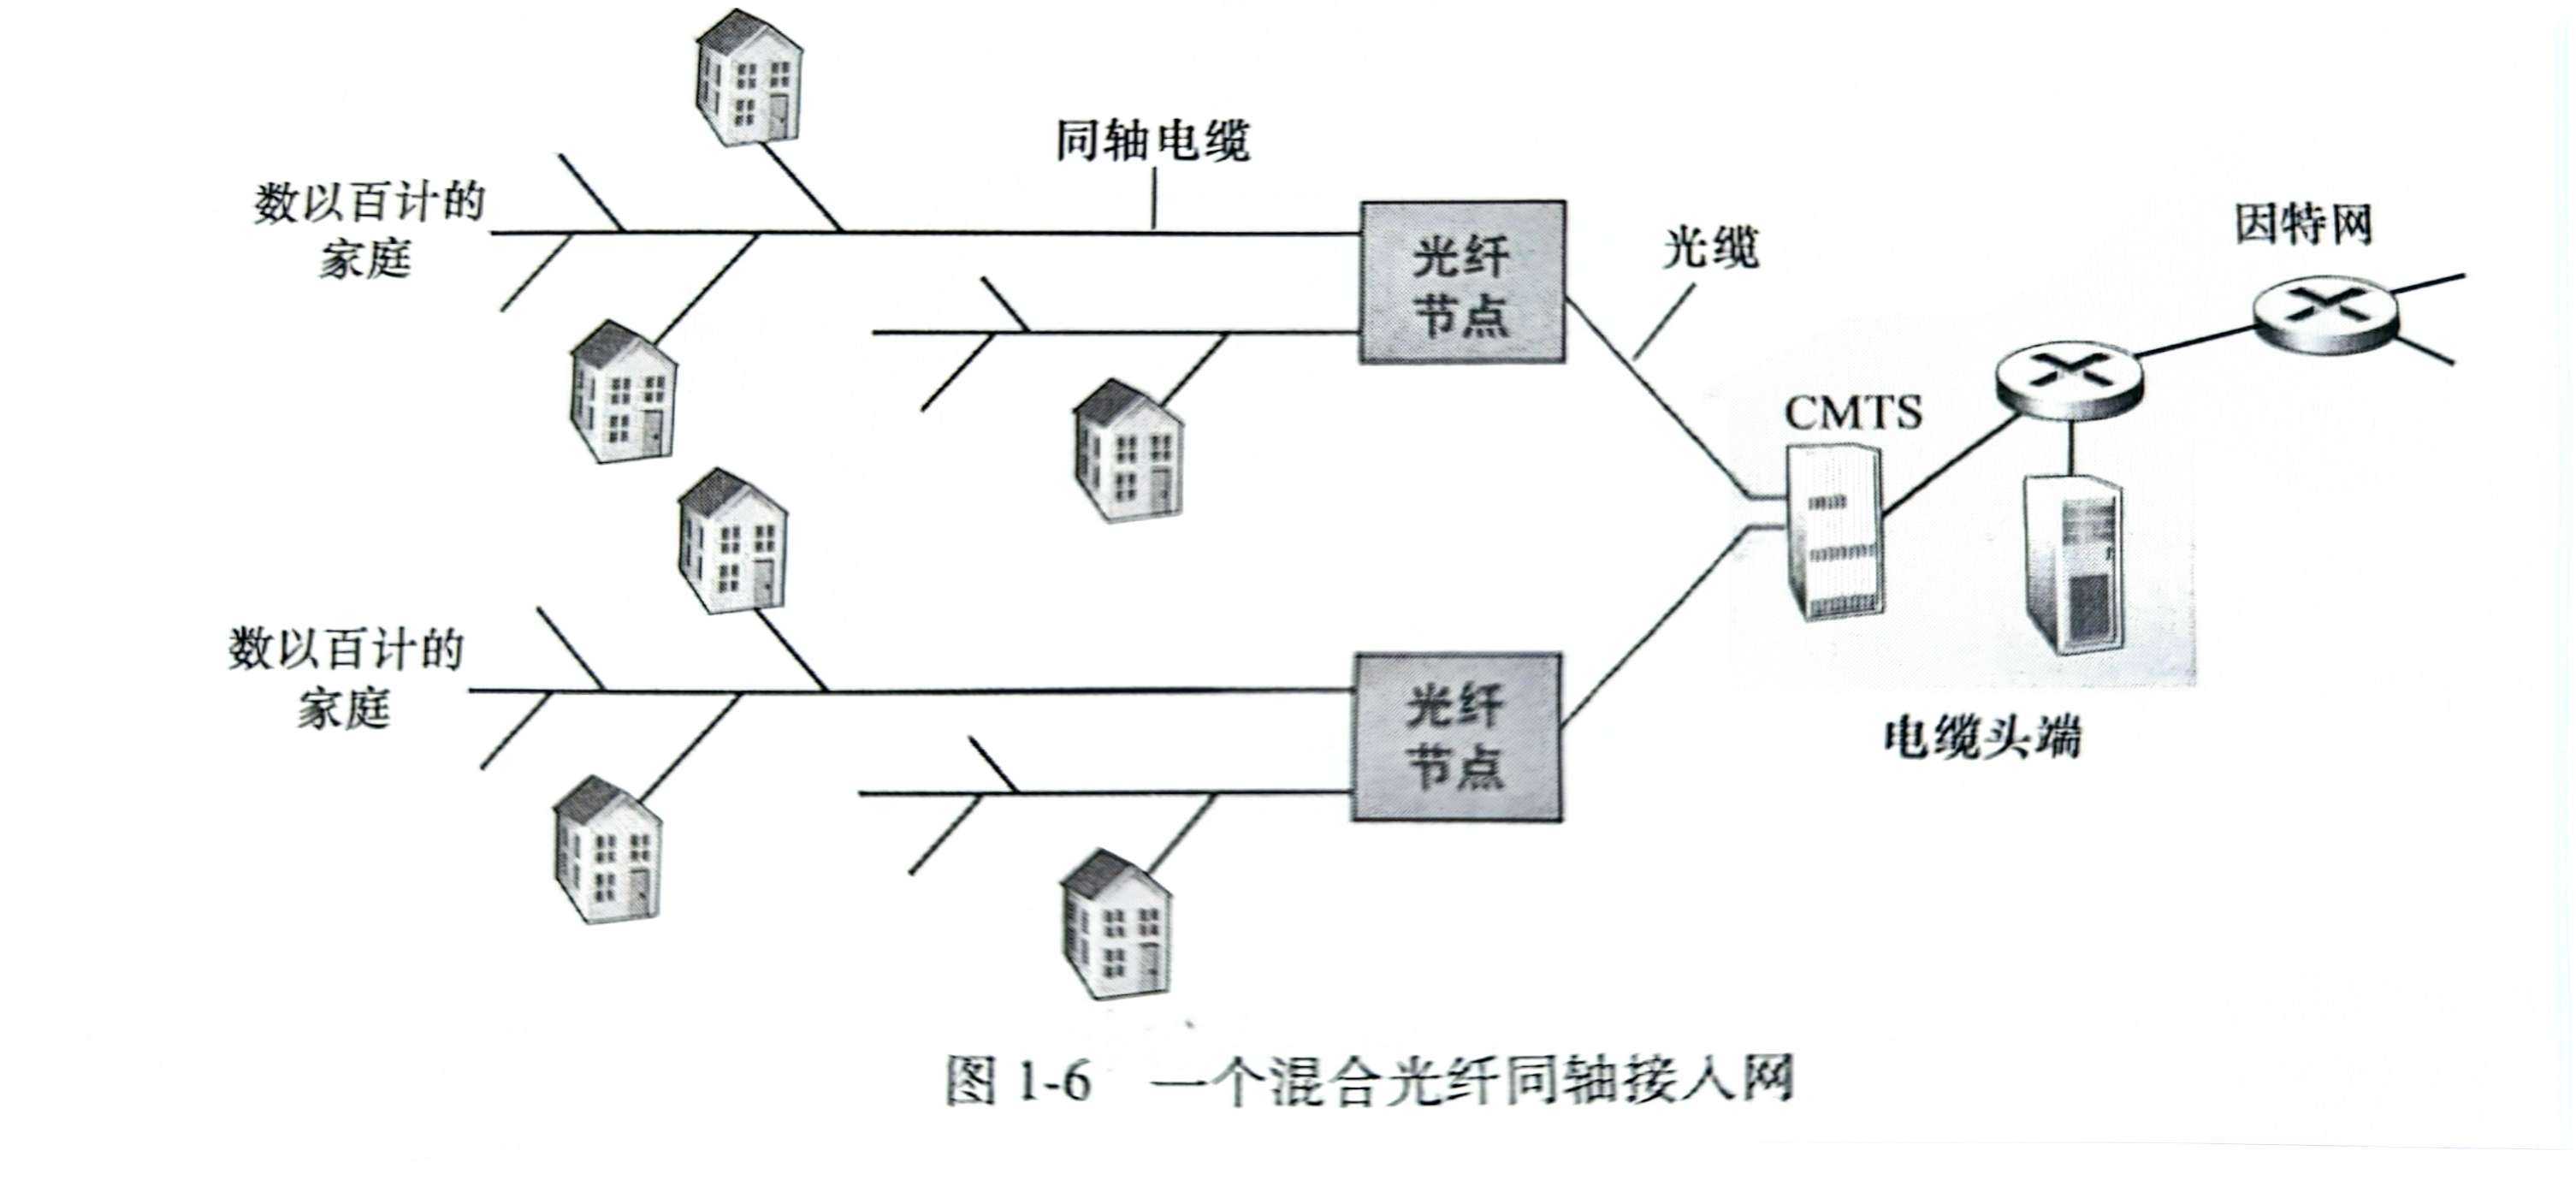 同轴电缆
数以百计的
家庭
光纤
节点
光缆
因特网
CMTS
数以百计的
家庭
光纤
节点
电缆头端
图 1-6 一个混合光纤同轴接入网